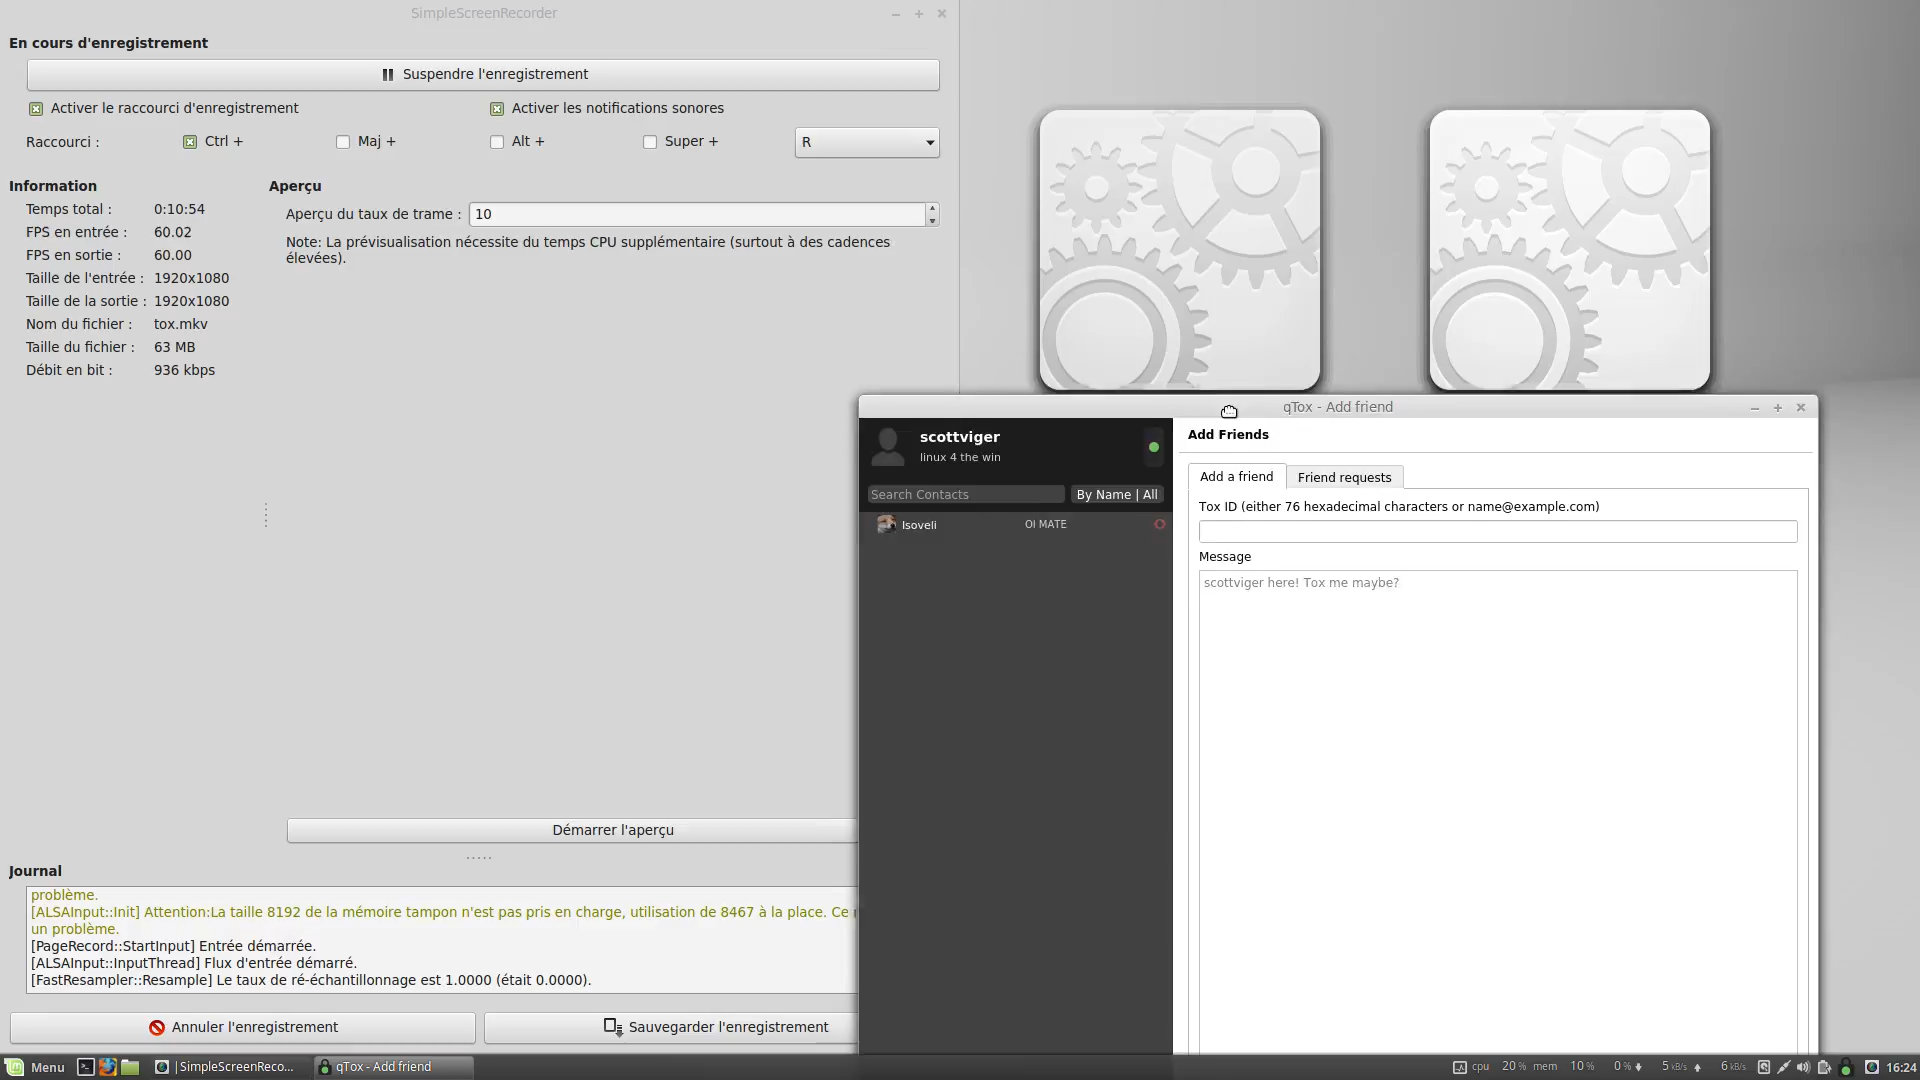 SimpleScreenRecorder
En cours d'enregistrement
Suspendre l'enregistrement
Activer le raccourci d'enregistrement
Activer les notifications sonores
Raccourci :
Ctrl +
Maj +
Alt +
Super +
R
Information
Temps total : 0:10:54
FPS en entrée : 60.02
FPS en sortie : 60.00
Taille de l'entrée : 1920x1080
Taille de la sortie : 1920x1080
Nom du fichier : tox.mkv
Taille du fichier : 63 MB
Débit en bit : 936 kbps
Aperçu
Aperçu du taux de trame : 10
Note: La prévisualisation nécessite du temps CPU supplémentaire (surtout à des cadences
élevées).
Démarrer l'aperçu
Journal
problème.
[ALSAInput::Init] Attention:La taille 8192 de la mémoire tampon n'est pas pris en charge, utilisation de 8467 à la place. Ce
un problème.
[PageRecord::StartInput] Entrée démarrée.
[ALSAInput::InputThread] Flux d'entrée démarré.
[FastResampler::Resample] Le taux de ré-échantillonnage est 1.0000 (était 0.0000).
Annuler l'enregistrement
Sauvegarder l'enregistrement
qTox - Add friend
scottviger
linux 4 the win
Search Contacts
By Name | All
OI MATE
Add Friends
Add a friend
Friend requests
Tox ID (either 76 hexadecimal characters or name@example.com)
Message
scottviger here! Tox me maybe?
Menu
|SimpleScreenReco...
qTox - Add friend
cpu 20 % mem 10 % 0 % 5 kB/s 6 kB/s
16:24